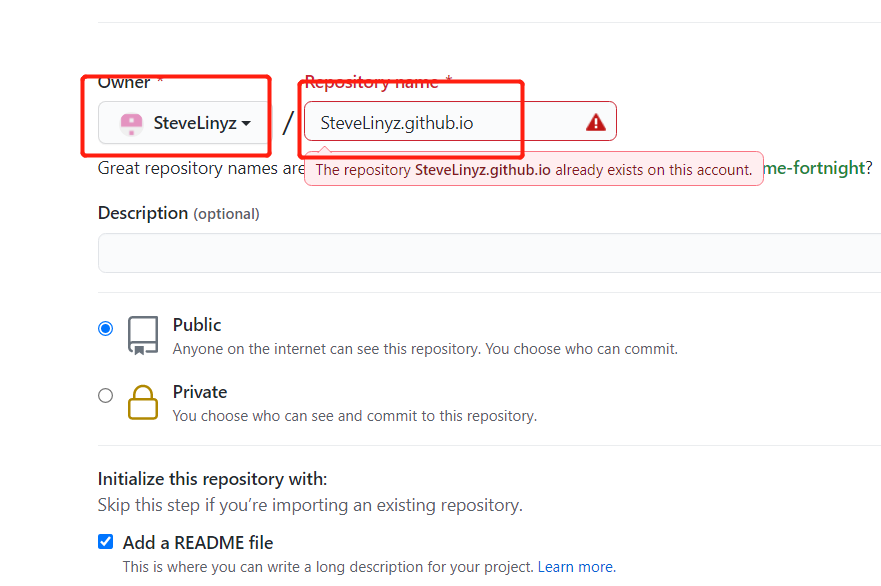 Owner *
Repository name *
SteveLinyz
/
SteveLinyz.github.io
Great repository names are
The repository SteveLinyz.github.io already exists on this account.
me-fortnight?
Description (optional)
Public
Anyone on the internet can see this repository. You choose who can commit.
Private
You choose who can see and commit to this repository.
Initialize this repository with:
Skip this step if you’re importing an existing repository.
Add a README file
This is where you can write a long description for your project. Learn more.